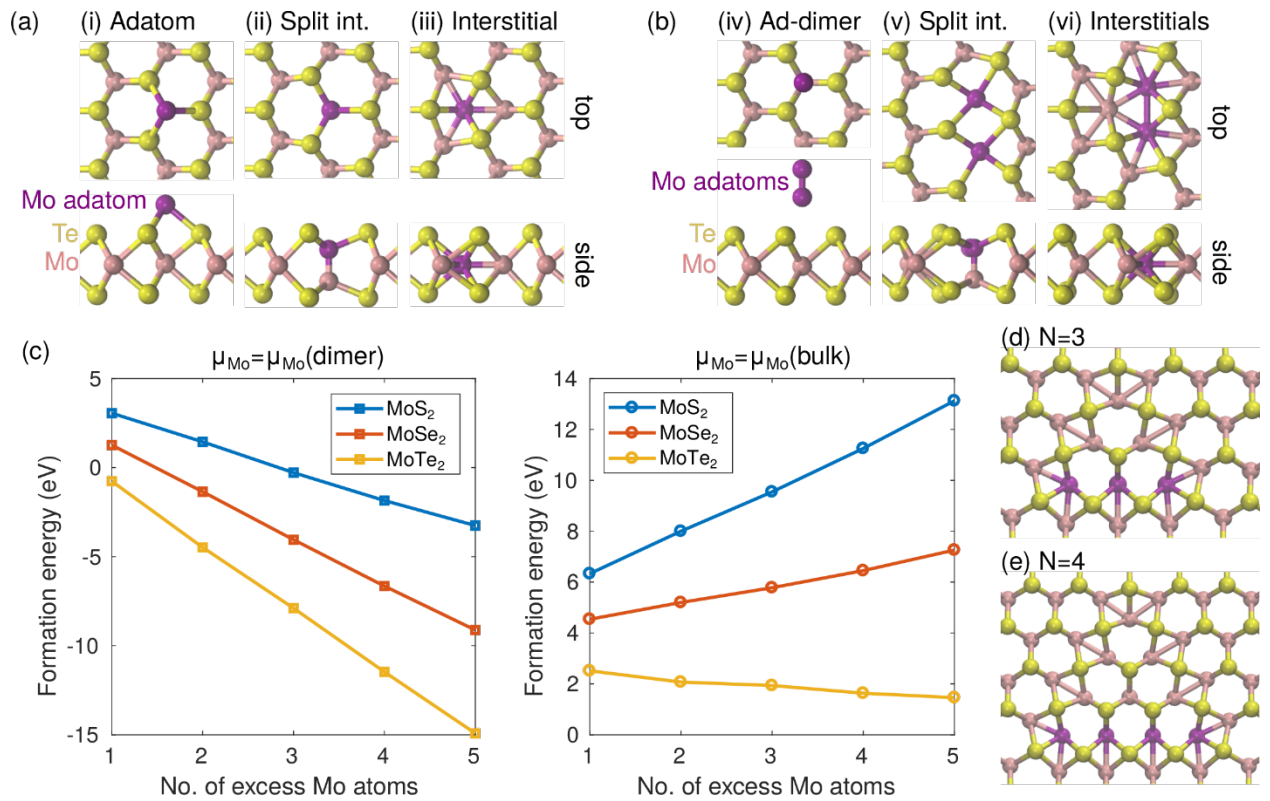 (a) (i) Adatom (ii) Split int. (iii) Interstitial
top
Mo adatom
Te
Mo
side
(b) (iv) Ad-dimer (v) Split int. (vi) Interstitials
top
Mo adatoms
Te
Mo
side
(c)
μMo=μMo(dimer)
Formation energy (eV)
5
0
-5
-10
-15
MoS2
MoSe2
MoTe2
1 2 3 4 5
No. of excess Mo atoms
μMo=μMo(bulk)
Formation energy (eV)
14
12
10
8
6
4
2
0
MoS2
MoSe2
MoTe2
1 2 3 4 5
No. of excess Mo atoms
(d) N=3
(e) N=4